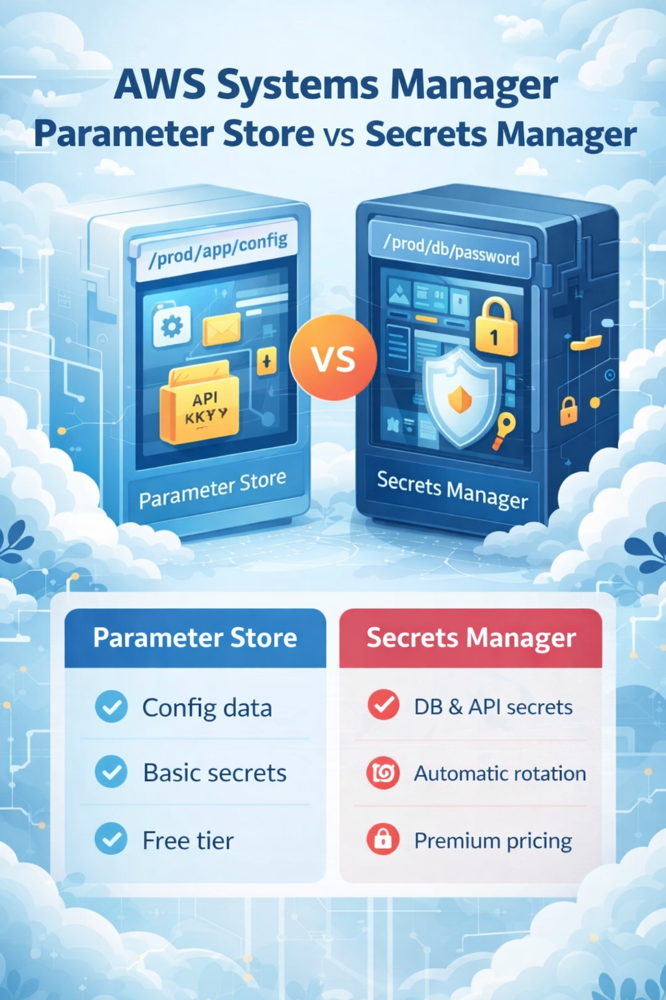 AWS Systems Manager
Parameter Store vs Secrets Manager
/prod/app/config
/prod/db/password
1
VS
API
KKYY
Parameter Store
Secrets Manager
Parameter Store
Secrets Manager
Config data
DB & API secrets
Basic secrets
Automatic rotation
Free tier
Premium pricing